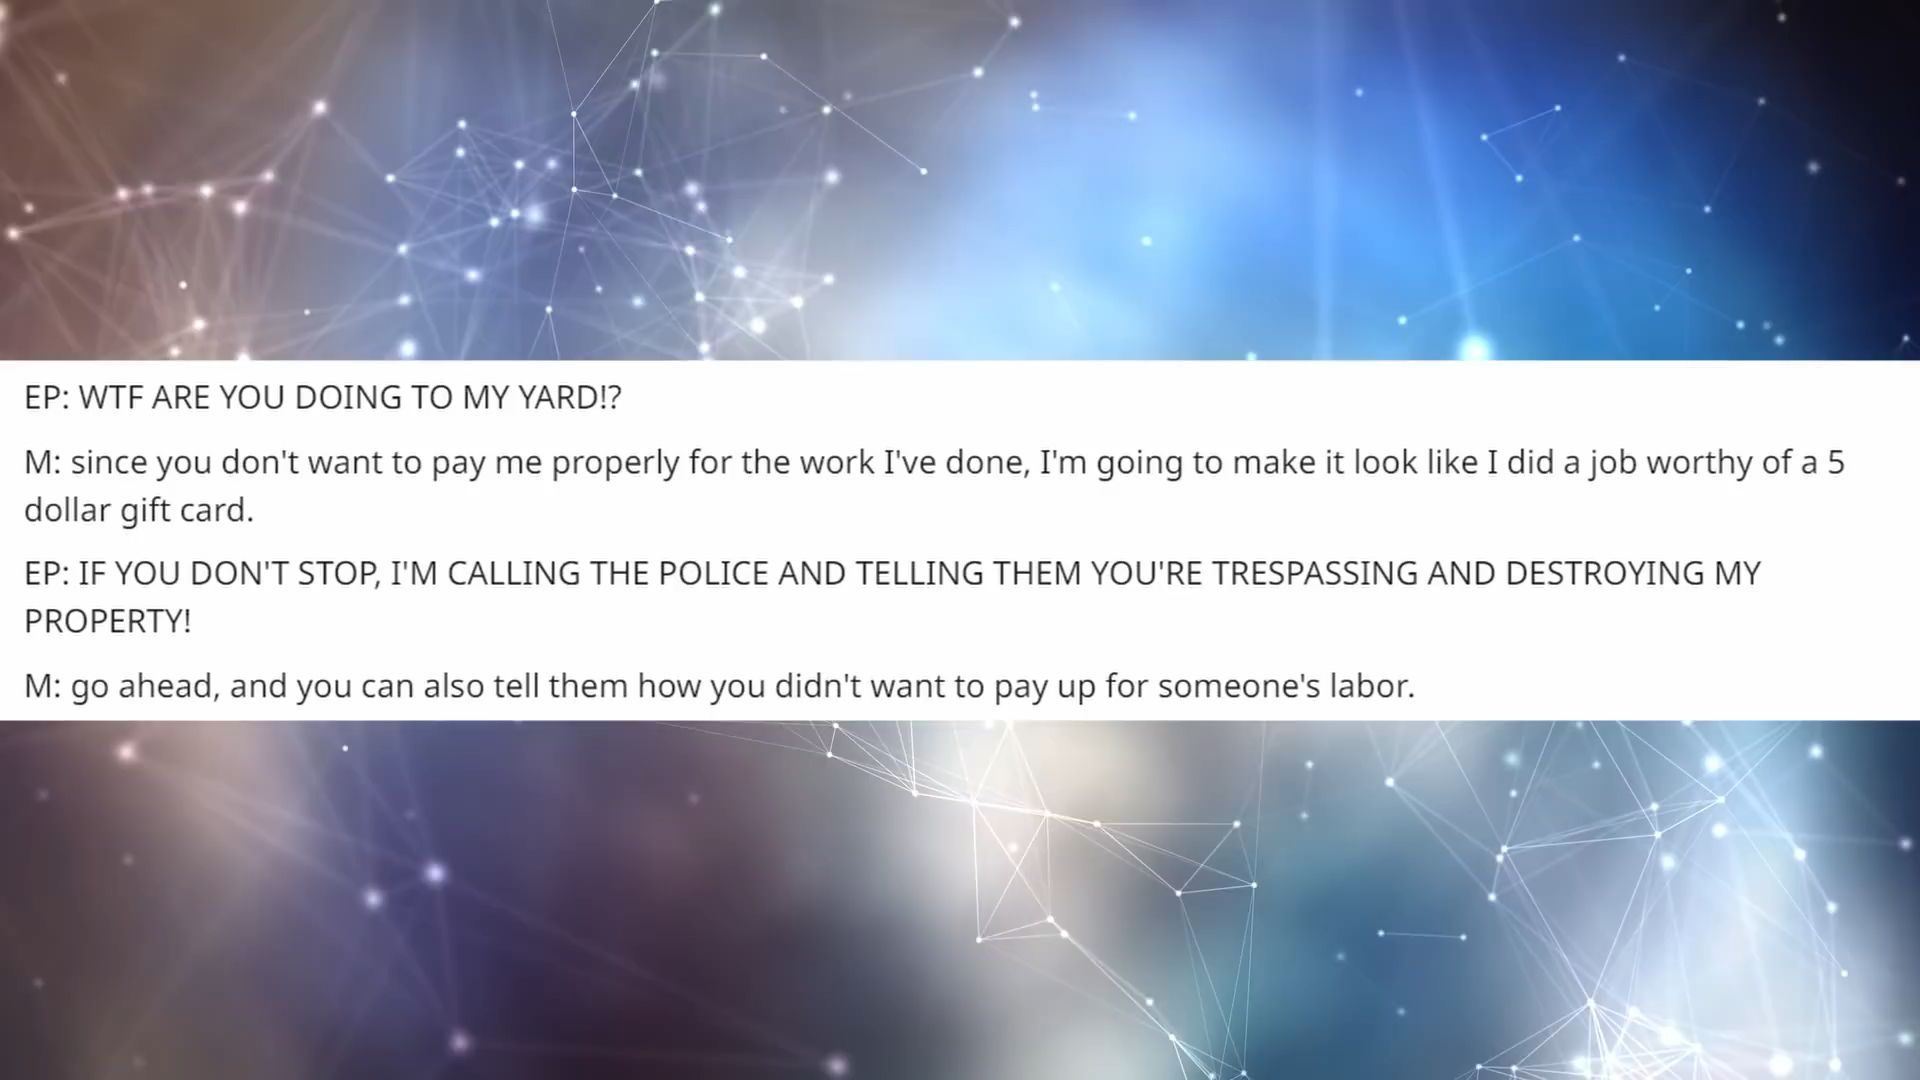 EP: WTF ARE YOU DOING TO MY YARD!?
M: since you don't want to pay me properly for the work I've done, I'm going to make it look like I did a job worthy of a 5
dollar gift card.
EP: IF YOU DON'T STOP, I'M CALLING THE POLICE AND TELLING THEM YOU'RE TRESPASSING AND DESTROYING MY
PROPERTY!
M: go ahead, and you can also tell them how you didn't want to pay up for someone's labor.